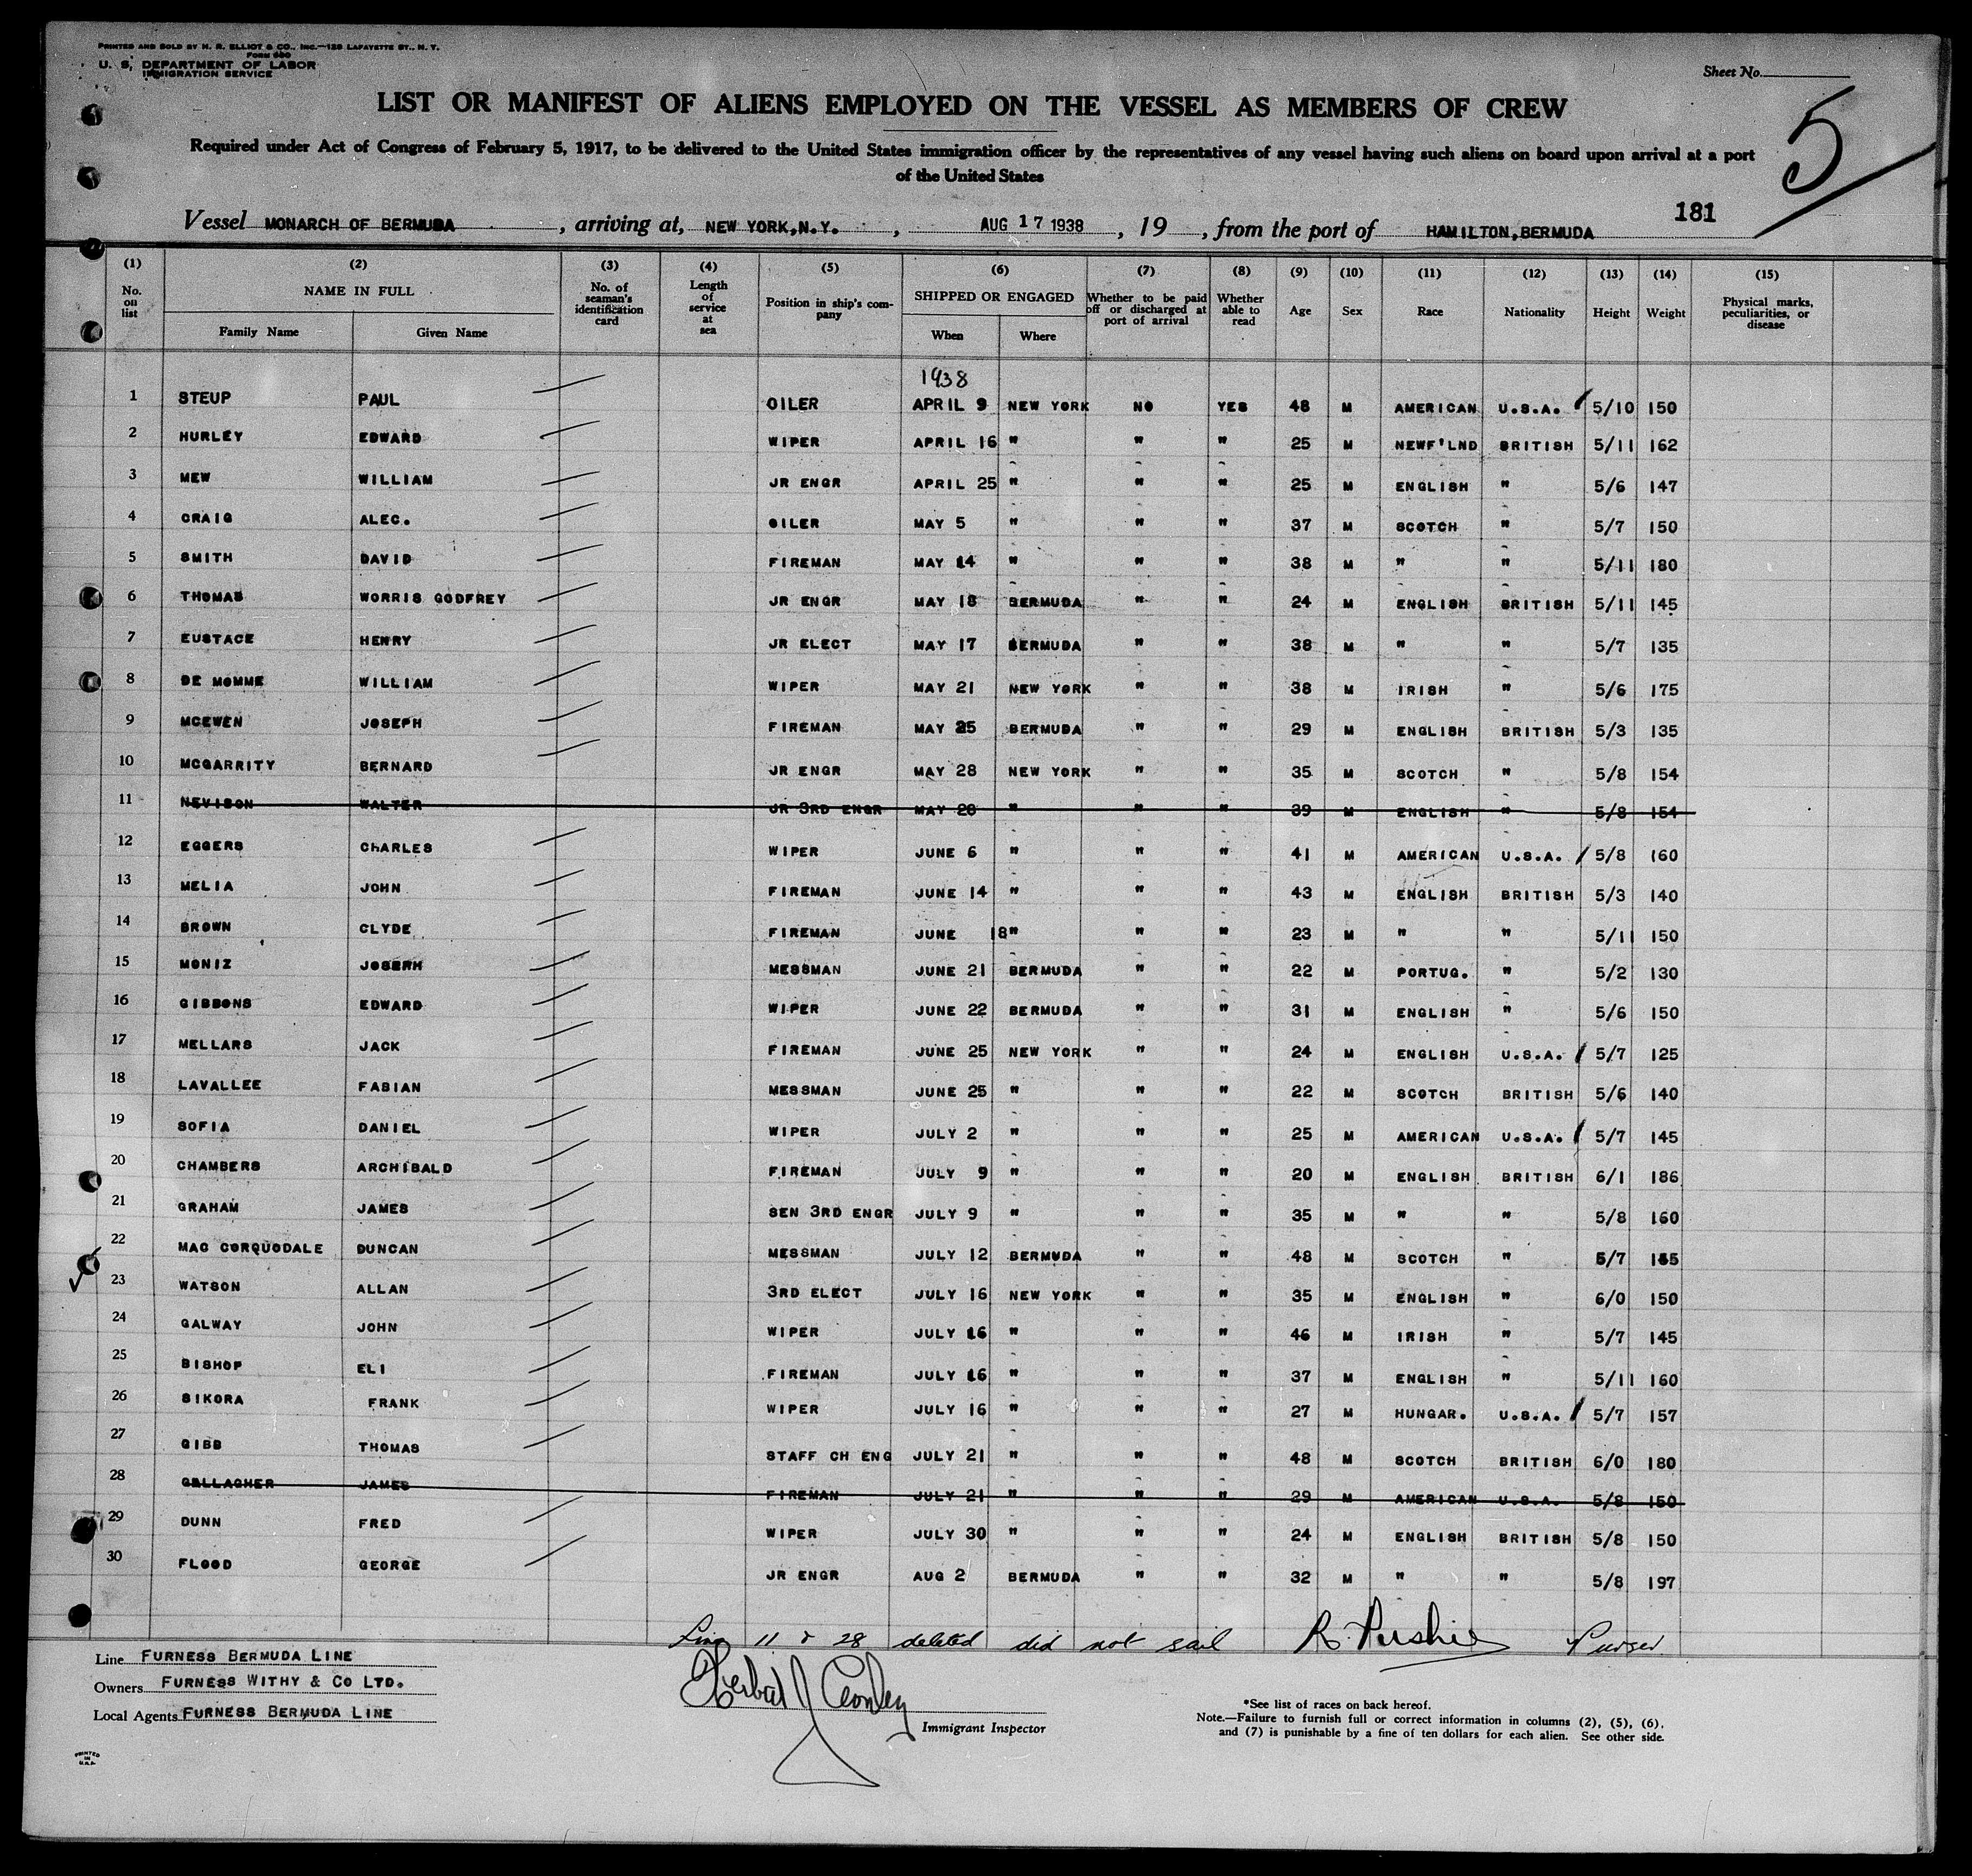 PRINTED AND SOLD BY H. R. ELLIOT & CO., INC.—128 LAFAYETTE ST., N. Y.
FORM 680
U. S. DEPARTMENT OF LABOR
IMMIGRATION SERVICE
Sheet No.
5
LIST OR MANIFEST OF ALIENS EMPLOYED ON THE VESSEL AS MEMBERS OF CREW
Required under Act of Congress of February 5, 1917, to be delivered to the United States immigration officer by the representatives of any vessel having such aliens on board upon arrival at a port
of the United States
181
Vessel MONARCH OF BERMUDA , arriving at, NEW YORK,N.Y. , AUG 17 1938 , 19 , from the port of HAMILTON,BERMUDA
(1) (2) (3) (4) (5) (6) (7) (8) (9) (10) (11) (12) (13) (14) (15)
No. on list NAME IN FULL Family Name Given Name No. of seaman's identification card Length of service at sea Position in ship's company SHIPPED OR ENGAGED When Where Whether to be paid off or discharged at port of arrival Whether able to read Age Sex Race Nationality Height Weight Physical marks, peculiarities, or disease
1938
1 STEUP PAUL OILER APRIL 9 NEW YORK NO YES 48 M AMERICAN U.S.A. 5/10 150
2 HURLEY EDWARD WIPER APRIL 16 " " " 25 M NEWF'LND BRITISH 5/11 162
3 MEW WILLIAM JR ENGR APRIL 25 " " " 25 M ENGLISH " 5/6 147
4 CRAIG ALEC. OILER MAY 5 " " " 37 M SCOTCH " 5/7 150
5 SMITH DAVID FIREMAN MAY 14 " " " 38 M " " 5/11 180
6 THOMAS WORRIS GODFREY JR ENGR MAY 18 BERMUDA " " 24 M ENGLISH BRITISH 5/11 145
7 EUSTACE HENRY JR ELECT MAY 17 BERMUDA " " 38 M " " 5/7 135
8 DE MOMME WILLIAM WIPER MAY 21 NEW YORK " " 38 M IRISH " 5/6 175
9 MCEWEN JOSEPH FIREMAN MAY 25 BERMUDA " " 29 M ENGLISH BRITISH 5/3 135
10 MCGARRITY BERNARD JR ENGR MAY 28 NEW YORK " " 35 M SCOTCH " 5/8 154
11 NEVISON WALTER JR 3RD ENGR MAY 28 " " " 39 M ENGLISH " 5/8 154
12 EGGERS CHARLES WIPER JUNE 6 " " " 41 M AMERICAN U.S.A. 5/8 160
13 MELIA JOHN FIREMAN JUNE 14 " " " 43 M ENGLISH BRITISH 5/3 140
14 BROWN CLYDE FIREMAN JUNE 18 " " " 23 M " " 5/11 150
15 MONIZ JOSEPH MESSMAN JUNE 21 BERMUDA " " 22 M PORTUG. " 5/2 130
16 GIBBONS EDWARD WIPER JUNE 22 BERMUDA " " 31 M ENGLISH " 5/6 150
17 MELLARS JACK FIREMAN JUNE 25 NEW YORK " " 24 M ENGLISH U.S.A. 5/7 125
18 LAVALLEE FABIAN MESSMAN JUNE 25 " " " 22 M SCOTCH BRITISH 5/6 140
19 SOFIA DANIEL WIPER JULY 2 " " " 25 M AMERICAN U.S.A. 5/7 145
20 CHAMBERS ARCHIBALD FIREMAN JULY 9 " " " 20 M ENGLISH BRITISH 6/1 186
21 GRAHAM JAMES SEN 3RD ENGR JULY 9 " " " 35 M " " 5/8 160
22 MAC CORQUODALE DUNCAN MESSMAN JULY 12 BERMUDA " " 48 M SCOTCH " 5/7 155
23 WATSON ALLAN 3RD ELECT JULY 16 NEW YORK " " 35 M ENGLISH " 6/0 150
24 GALWAY JOHN WIPER JULY 16 " " " 46 M IRISH " 5/7 145
25 BISHOP ELI FIREMAN JULY 16 " " " 37 M ENGLISH " 5/11 160
26 SIKORA FRANK WIPER JULY 16 " " " 27 M HUNGAR. U.S.A. 5/7 157
27 GIBB THOMAS STAFF CH ENG JULY 21 " " " 48 M SCOTCH BRITISH 6/0 180
28 GALLAGHER JAMES FIREMAN JULY 21 " " " 29 M AMERICAN U.S.A. 5/8 150
29 DUNN FRED WIPER JULY 30 " " " 24 M ENGLISH BRITISH 5/8 150
30 FLOOD GEORGE JR ENGR AUG 2 BERMUDA " " 32 M " " 5/8 197
Line 11 & 28 deleted did not sail R. Purser
Line FURNESS BERMUDA LINE
Owners FURNESS WITHY & CO LTD.
Local Agents FURNESS BERMUDA LINE
Immigrant Inspector
*See list of races on back hereof.
Note.—Failure to furnish full or correct information in columns (2), (5), (6),
and (7) is punishable by a fine of ten dollars for each alien. See other side.
PRINTED
IN
U.S.A.